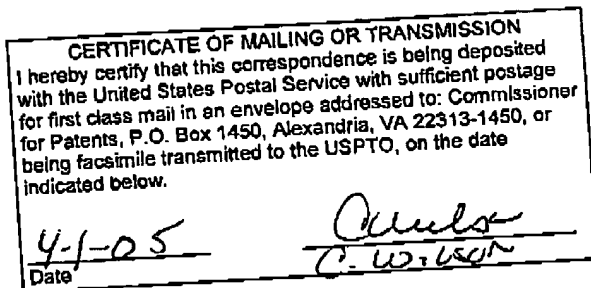 CERTIFICATE OF MAILING OR TRANSMISSION
I hereby certify that this correspondence is being deposited
with the United States Postal Service with sufficient postage
for first class mail in an envelope addressed to: Commissioner
for Patents, P.O. Box 1450, Alexandria, VA 22313-1450, or
being facsimile transmitted to the USPTO, on the date
indicated below.
4-1-05
Date C. WILSON